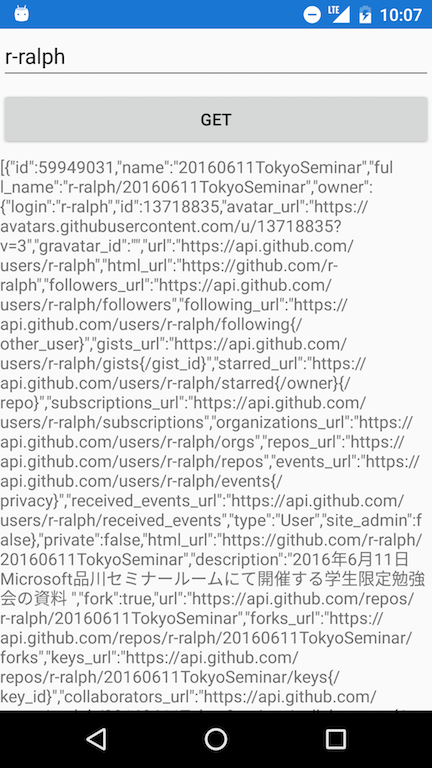 LTE 10:07
r-ralph
GET
[{"id":59949031,"name":"20160611TokyoSeminar","ful
l_name":"r-ralph/20160611TokyoSeminar","owner":
{"login":"r-ralph","id":13718835,"avatar_url":"https://
avatars.githubusercontent.com/u/13718835?
v=3","gravatar_id":"","url":"https://api.github.com/
users/r-ralph","html_url":"https://github.com/r-
ralph","followers_url":"https://api.github.com/
users/r-ralph/followers","following_url":"https://
api.github.com/users/r-ralph/following{/
other_user}","gists_url":"https://api.github.com/
users/r-ralph/gists{/gist_id}","starred_url":"https://
api.github.com/users/r-ralph/starred{/owner}{/
repo}","subscriptions_url":"https://api.github.com/
users/r-ralph/subscriptions","organizations_url":"https://
api.github.com/users/r-ralph/orgs","repos_url":"https://
api.github.com/users/r-ralph/repos","events_url":"https://
api.github.com/users/r-ralph/events{/
privacy}","received_events_url":"https://api.github.com/
users/r-ralph/received_events","type":"User","site_admin":f
alse},"private":false,"html_url":"https://github.com/r-ralph/
20160611TokyoSeminar","description":"2016年6月11日
Microsoft品川セミナールームにて開催する学生限定勉強
会の資料 ","fork":true,"url":"https://api.github.com/repos/
r-ralph/20160611TokyoSeminar","forks_url":"https://
api.github.com/repos/r-ralph/20160611TokyoSeminar/
forks","keys_url":"https://api.github.com/
repos/r-ralph/20160611TokyoSeminar/keys{/
key_id}","collaborators_url":"https://api.github.com/